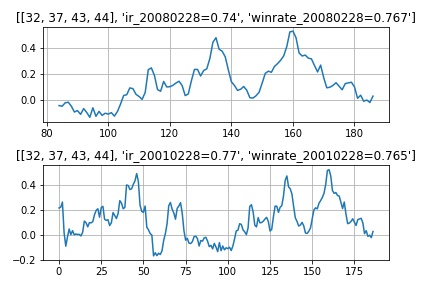 [[32, 37, 43, 44], 'ir_20080228=0.74', 'winrate_20080228=0.767']
0.4
0.2
0.0
80 100 120 140 160 180
[[32, 37, 43, 44], 'ir_20010228=0.77', 'winrate_20010228=0.765']
0.4
0.2
0.0
−0.2
0 25 50 75 100 125 150 175